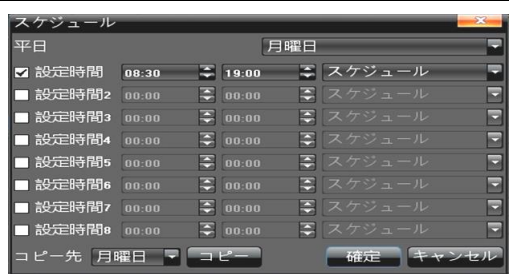 スケジュール
平日 月曜日
設定時間 08:30 19:00 スケジュール
設定時間2 00:00 00:00 スケジュール
設定時間3 00:00 00:00 スケジュール
設定時間4 00:00 00:00 スケジュール
設定時間5 00:00 00:00 スケジュール
設定時間6 00:00 00:00 スケジュール
設定時間7 00:00 00:00 スケジュール
設定時間8 00:00 00:00 スケジュール
コピー先 月曜日 コピー 確定 キャンセル